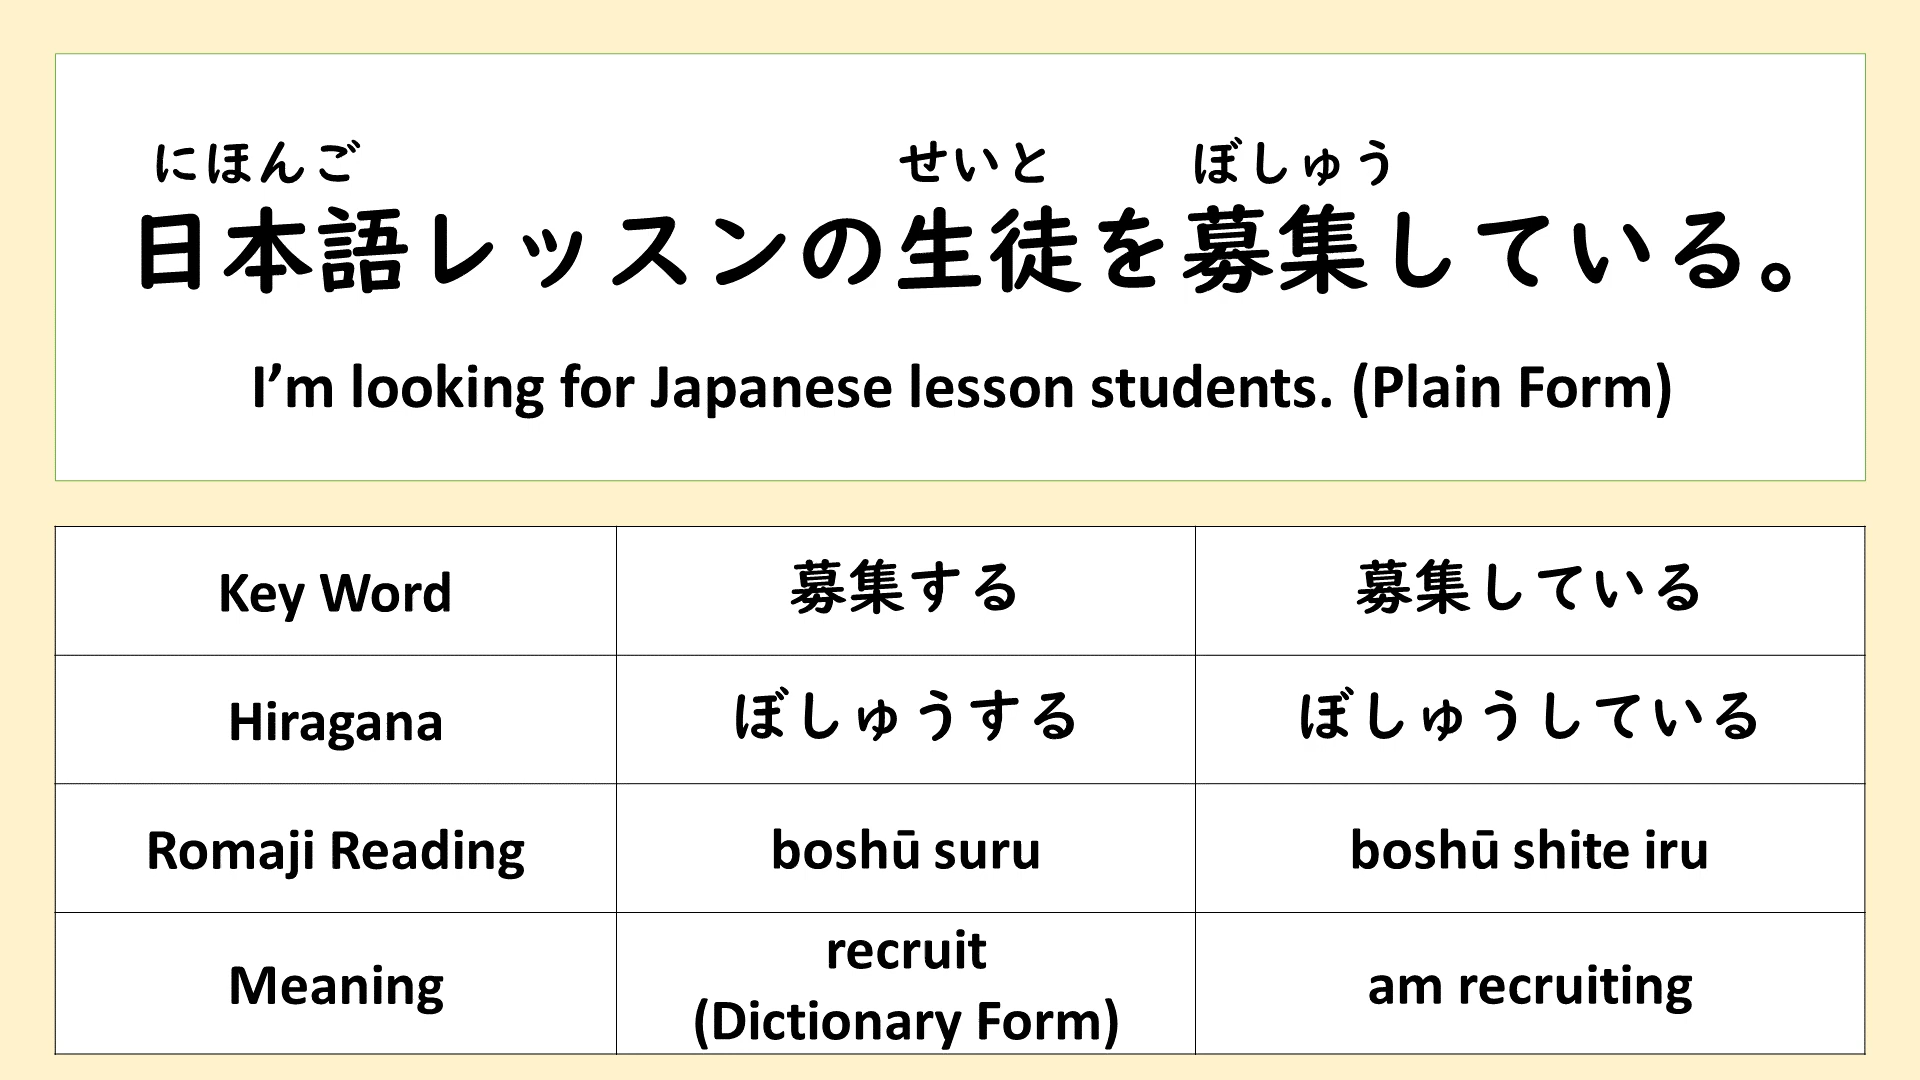 にほんご せいと ぼしゅう
日本語レッスンの生徒を募集している。
I'm looking for Japanese lesson students. (Plain Form)
Key Word 募集する 募集している
Hiragana ぼしゅうする ぼしゅうしている
Romaji Reading boshū suru boshū shite iru
Meaning recruit (Dictionary Form) am recruiting